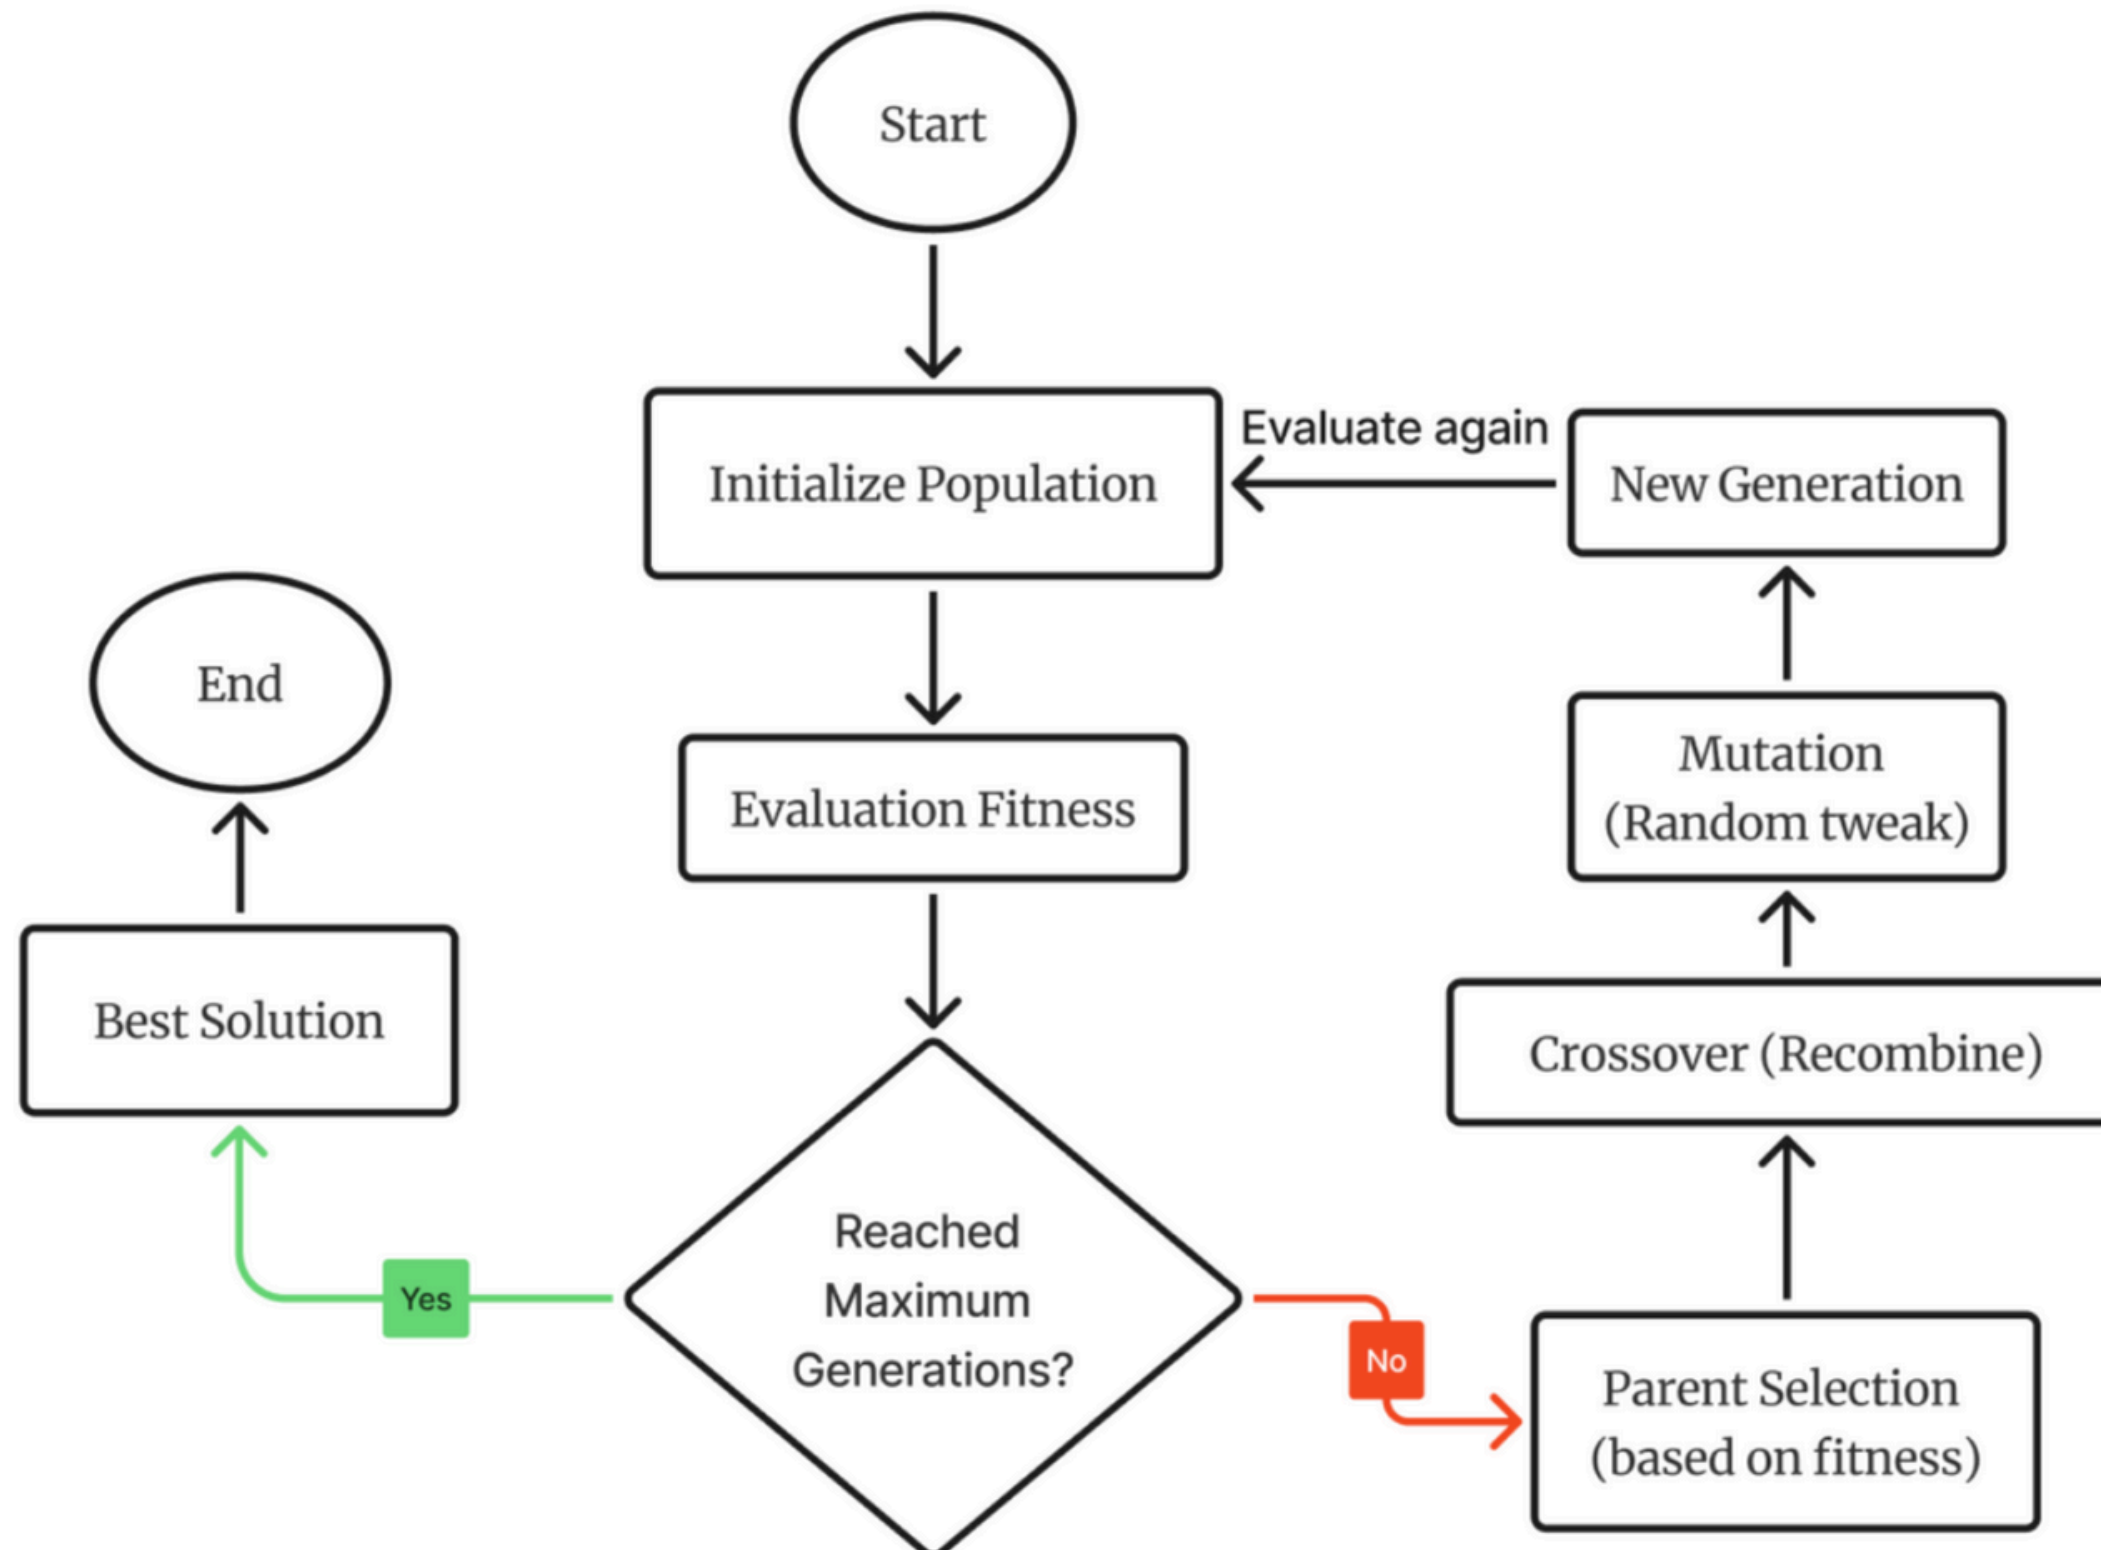 Start
Initialize Population
Evaluate again
New Generation
End
Evaluation Fitness
Mutation
(Random tweak)
Best Solution
Crossover (Recombine)
Reached
Maximum
Generations?
Yes
No
Parent Selection
(based on fitness)